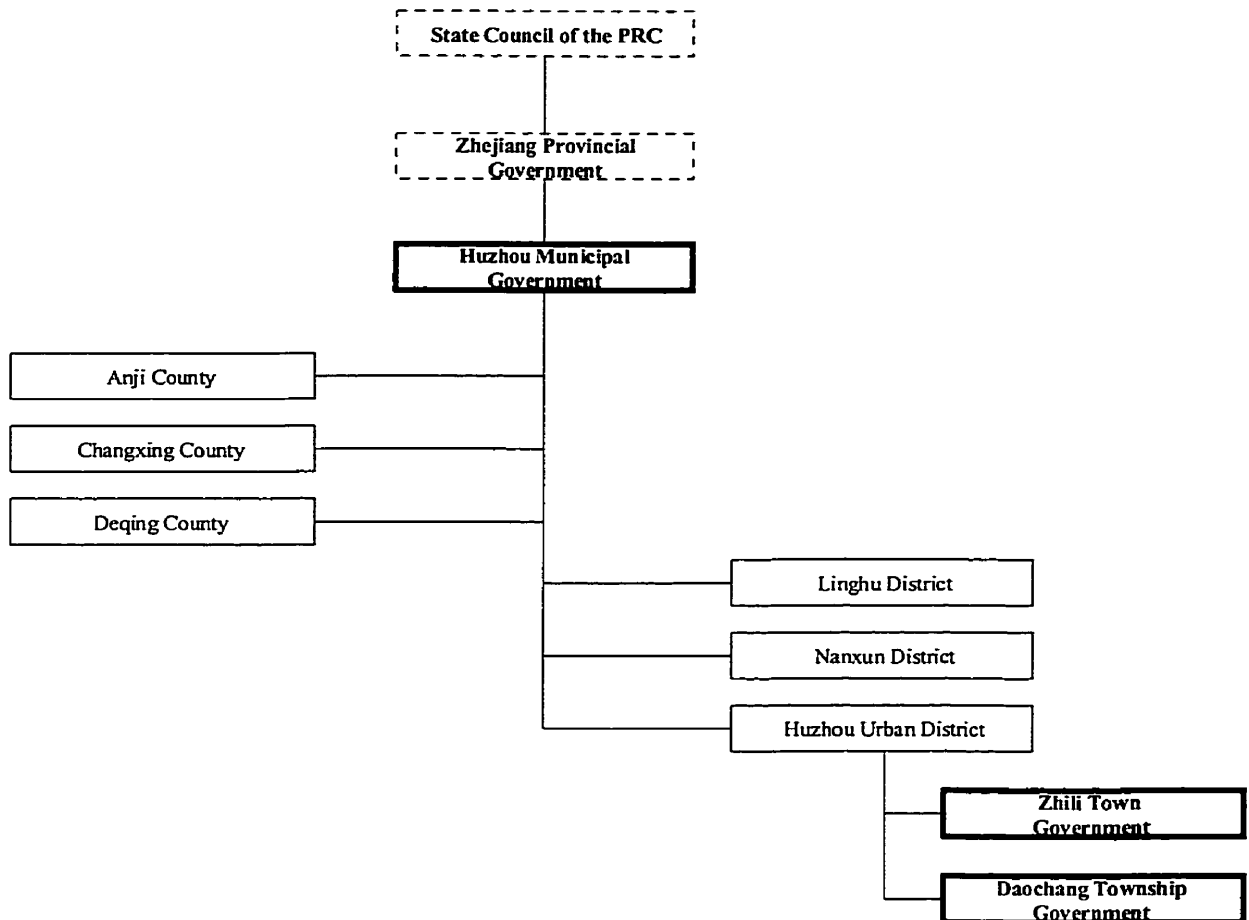 State Council of the PRC
Zhejiang Provincial
Government
Huzhou Municipal
Government
Anji County
Changxing County
Deqing County
Linghu District
Nanxun District
Huzhou Urban District
Zhili Town
Government
Daochang Township
Government